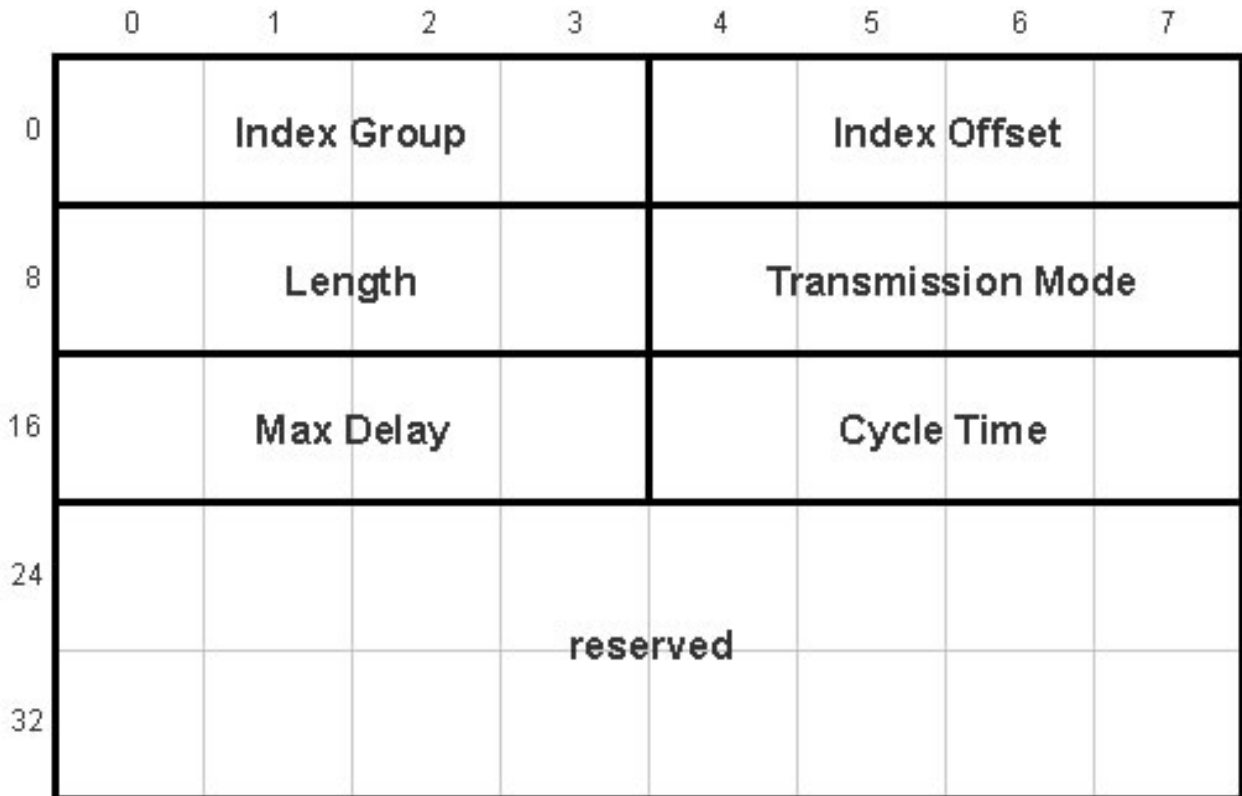 0 1 2 3 4 5 6 7
0 Index Group Index Offset
8 Length Transmission Mode
16 Max Delay Cycle Time
24
reserved
32